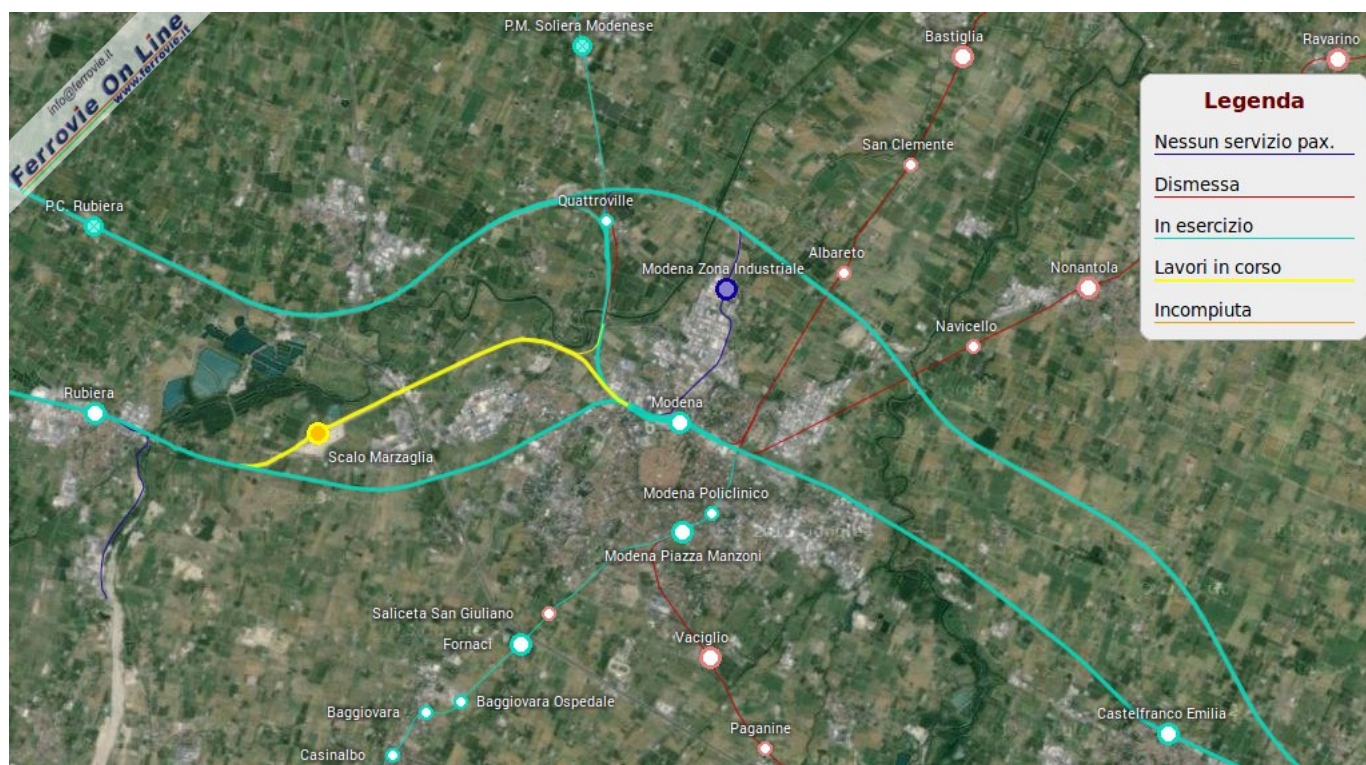 info@ferrovie.it
Ferrovie On Line
www.ferrovie.it
P.M. Soliera Modenese
Bastiglia
Ravarino
Legenda
Nessun servizio pax.
Dismessa
In esercizio
Lavori in corso
Incompiuta
San Clemente
P.C. Rubiera
Quattroville
Albareto
Modena Zona Industriale
Nonantola
Navicello
Rubiera
Modena
Scalo Marzaglia
Modena Policlinico
Modena Piazza Manzoni
Saliceta San Giuliano
Fornaci
Vaciglio
Baggiovara Ospedale
Baggiovara
Castelfranco Emilia
Paganine
Casinalbo